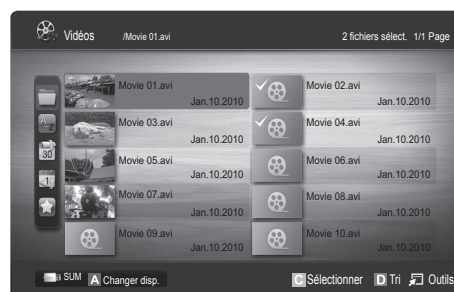 Vidéos /Movie 01.avi 2 fichiers sélect. 1/1 Page
Movie 01.avi Movie 02.avi
Jan.10.2010 Jan.10.2010
Movie 03.avi Movie 04.avi
Jan.10.2010 Jan.10.2010
Movie 05.avi Movie 06.avi
Jan.10.2010 Jan.10.2010
Movie 07.avi Movie 08.avi
Jan.10.2010 Jan.10.2010
Movie 09.avi Movie 10.avi
Jan.10.2010 Jan.10.2010
SUM A Changer disp. C Sélectionner D Tri Outils